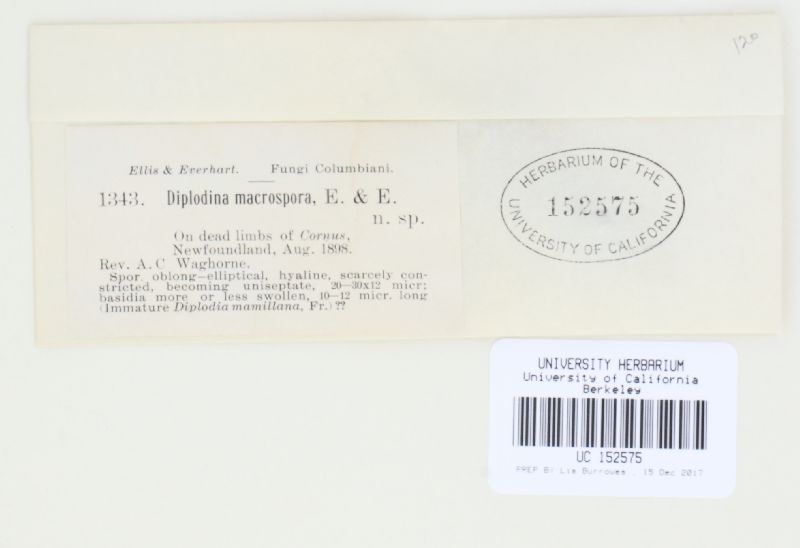 120
Ellis & Everhart. Fungi Columbiani.
1343. Diplodina macrospora, E. & E.
n. sp.
On dead limbs of Cornus,
Newfoundland, Aug. 1898.
Rev. A. C Waghorne.
Spor. oblong—elliptical, hyaline, scarcely con-
stricted, becoming uniseptate, 20—30x12 micr;
basidia more or less swollen, 10—12 micr. long
(Immature Diplodia mamillana, Fr.) ??
HERBARIUM OF THE
152575
UNIVERSITY OF CALIFORNIA
UNIVERSITY HERBARIUM
University of California
Berkeley
UC 152575
PREP BY Lis Burrowes . 15 Dec 2017